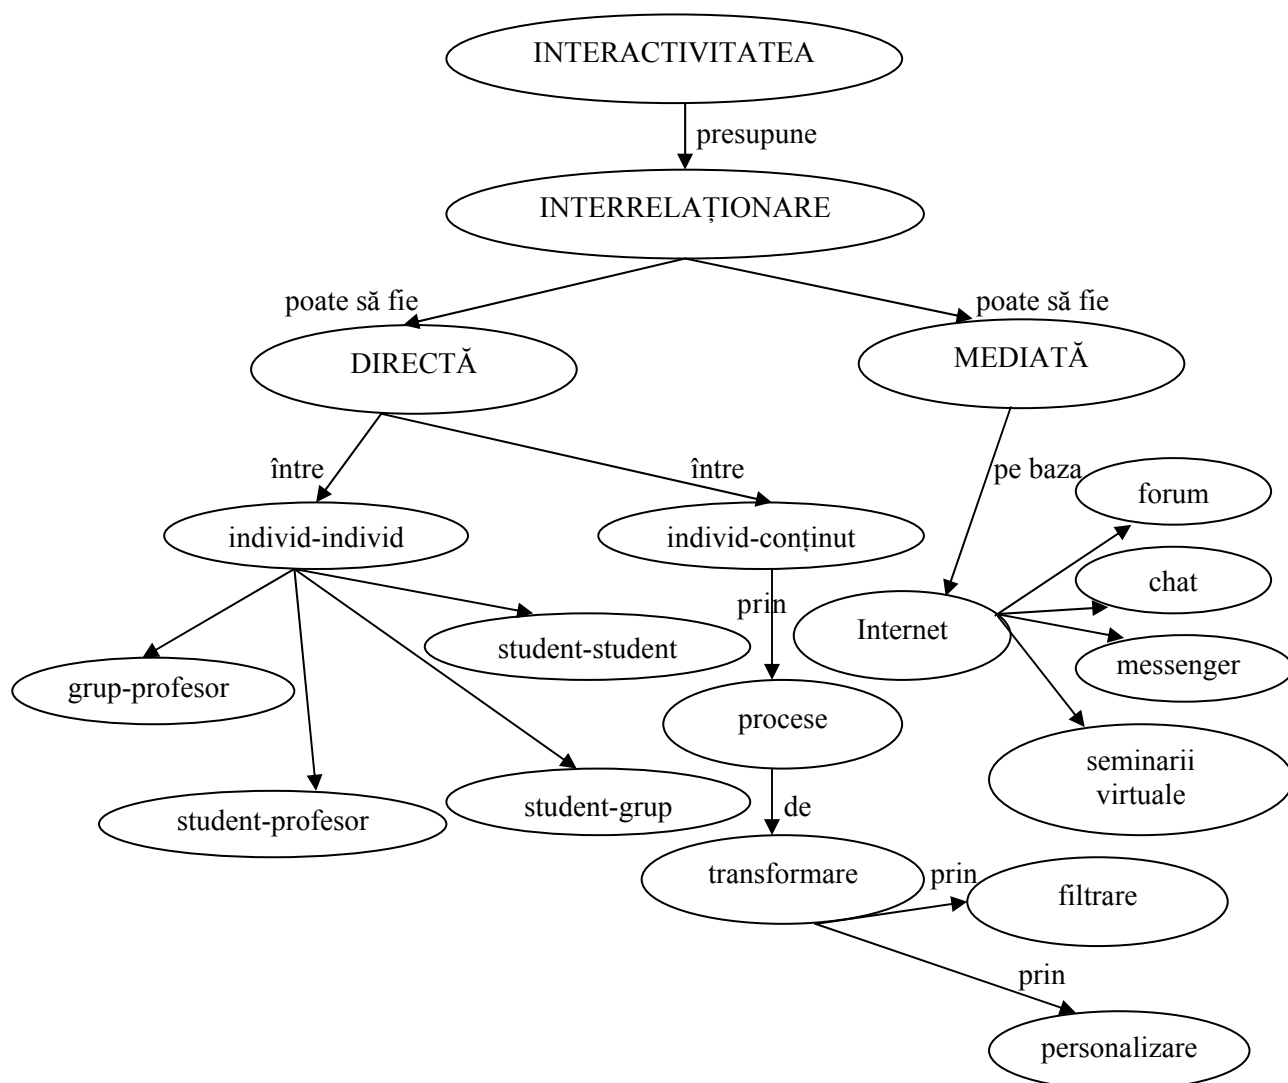 INTERACTIVITATEA
presupune
INTERRELAȚIONARE
poate să fie
poate să fie
DIRECTĂ
MEDIATĂ
între
între
pe baza
forum
individ-individ
individ-conținut
chat
prin
Internet
student-student
messenger
grup-profesor
procese
seminarii
virtuale
student-grup
student-profesor
de
transformare
prin
filtrare
prin
personalizare